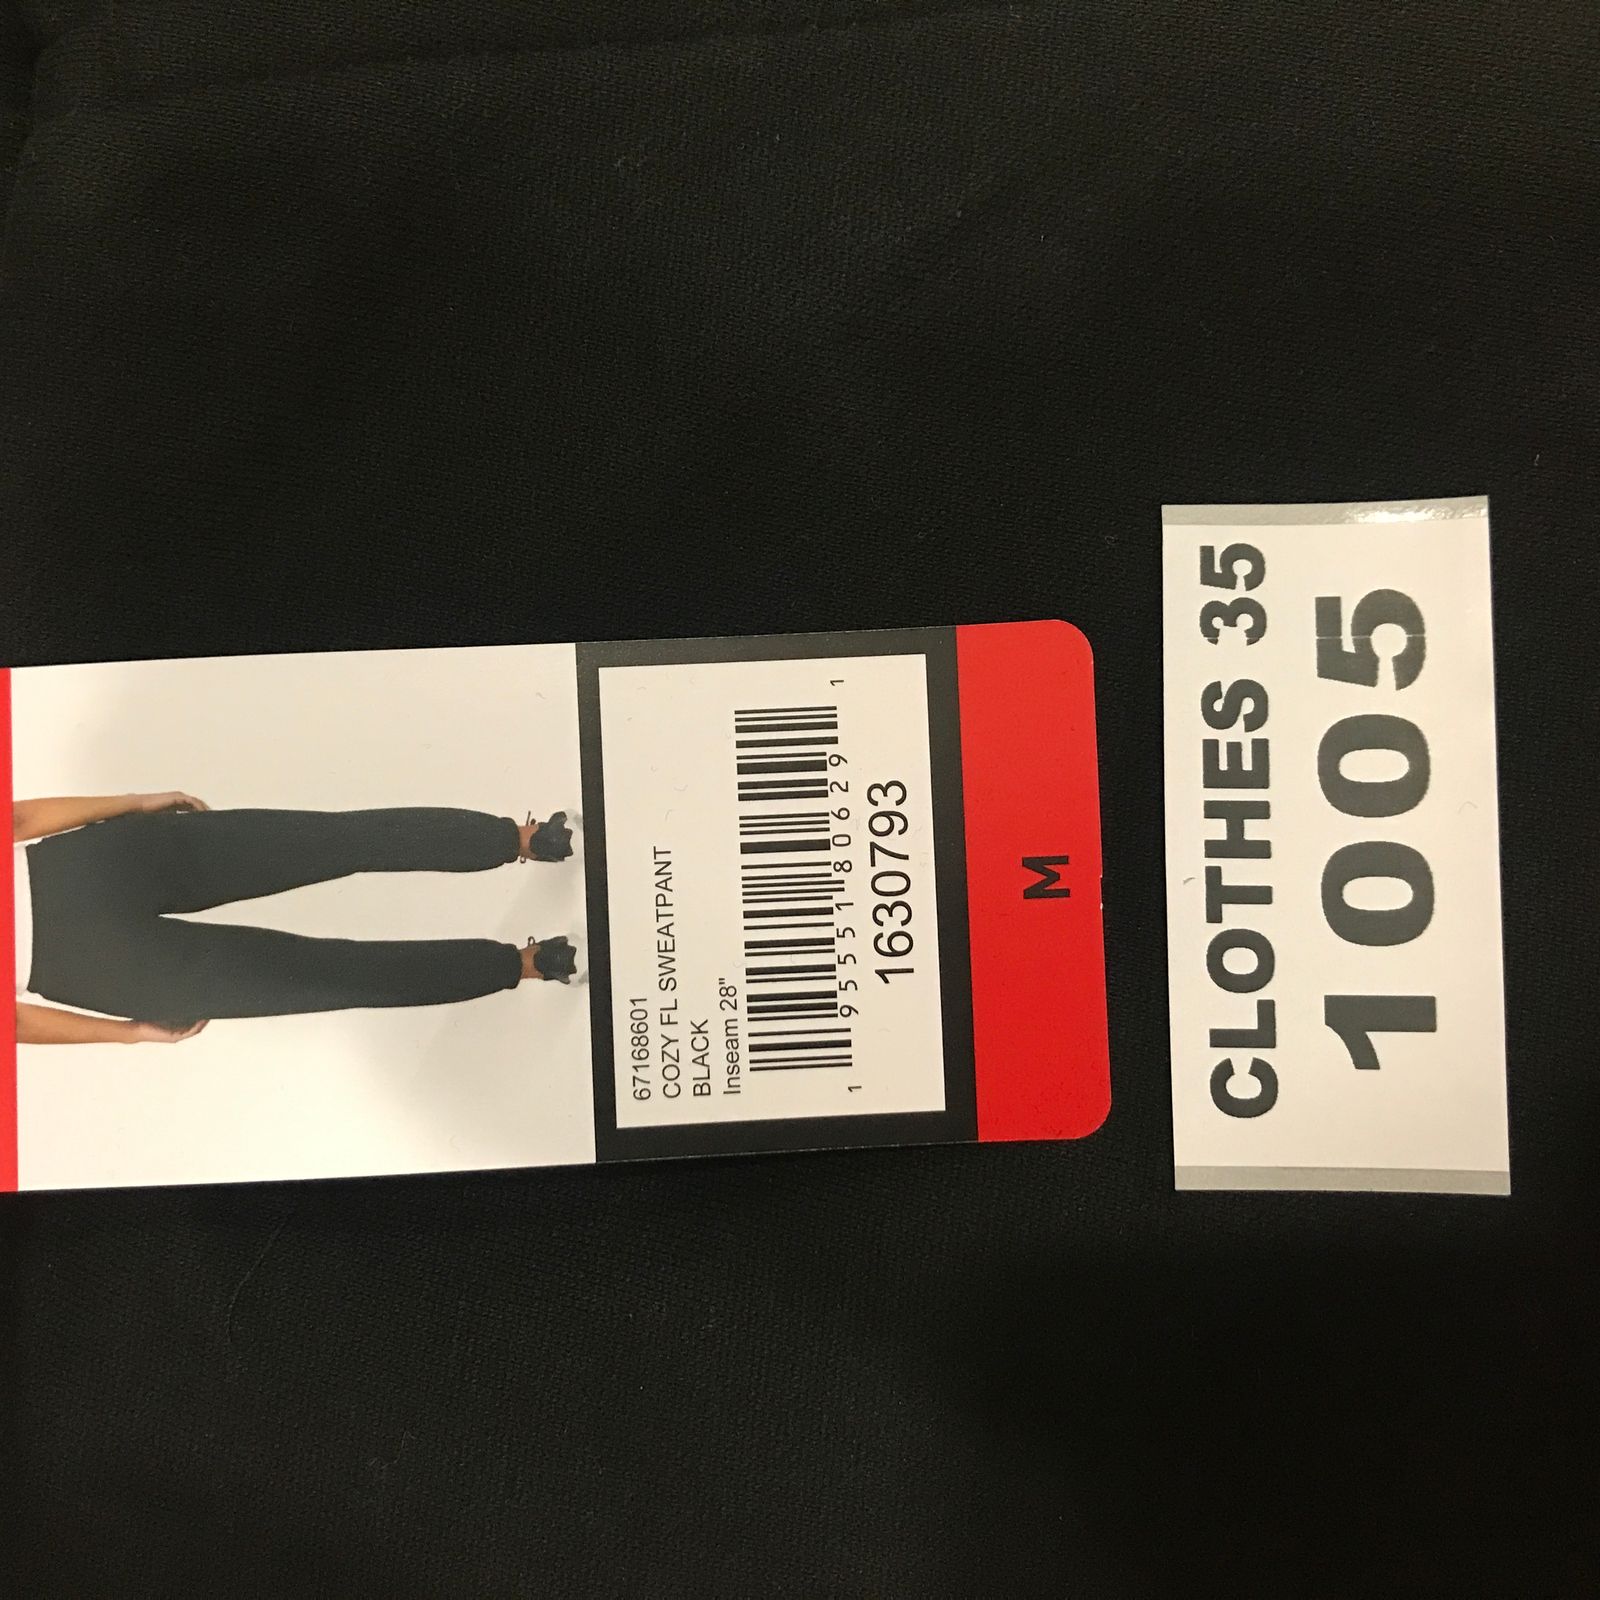 67168601
COZY FL SWEATPANT
BLACK
Inseam 28"
1 95551 80629 1
1630793
M
CLOTHES 35
1005